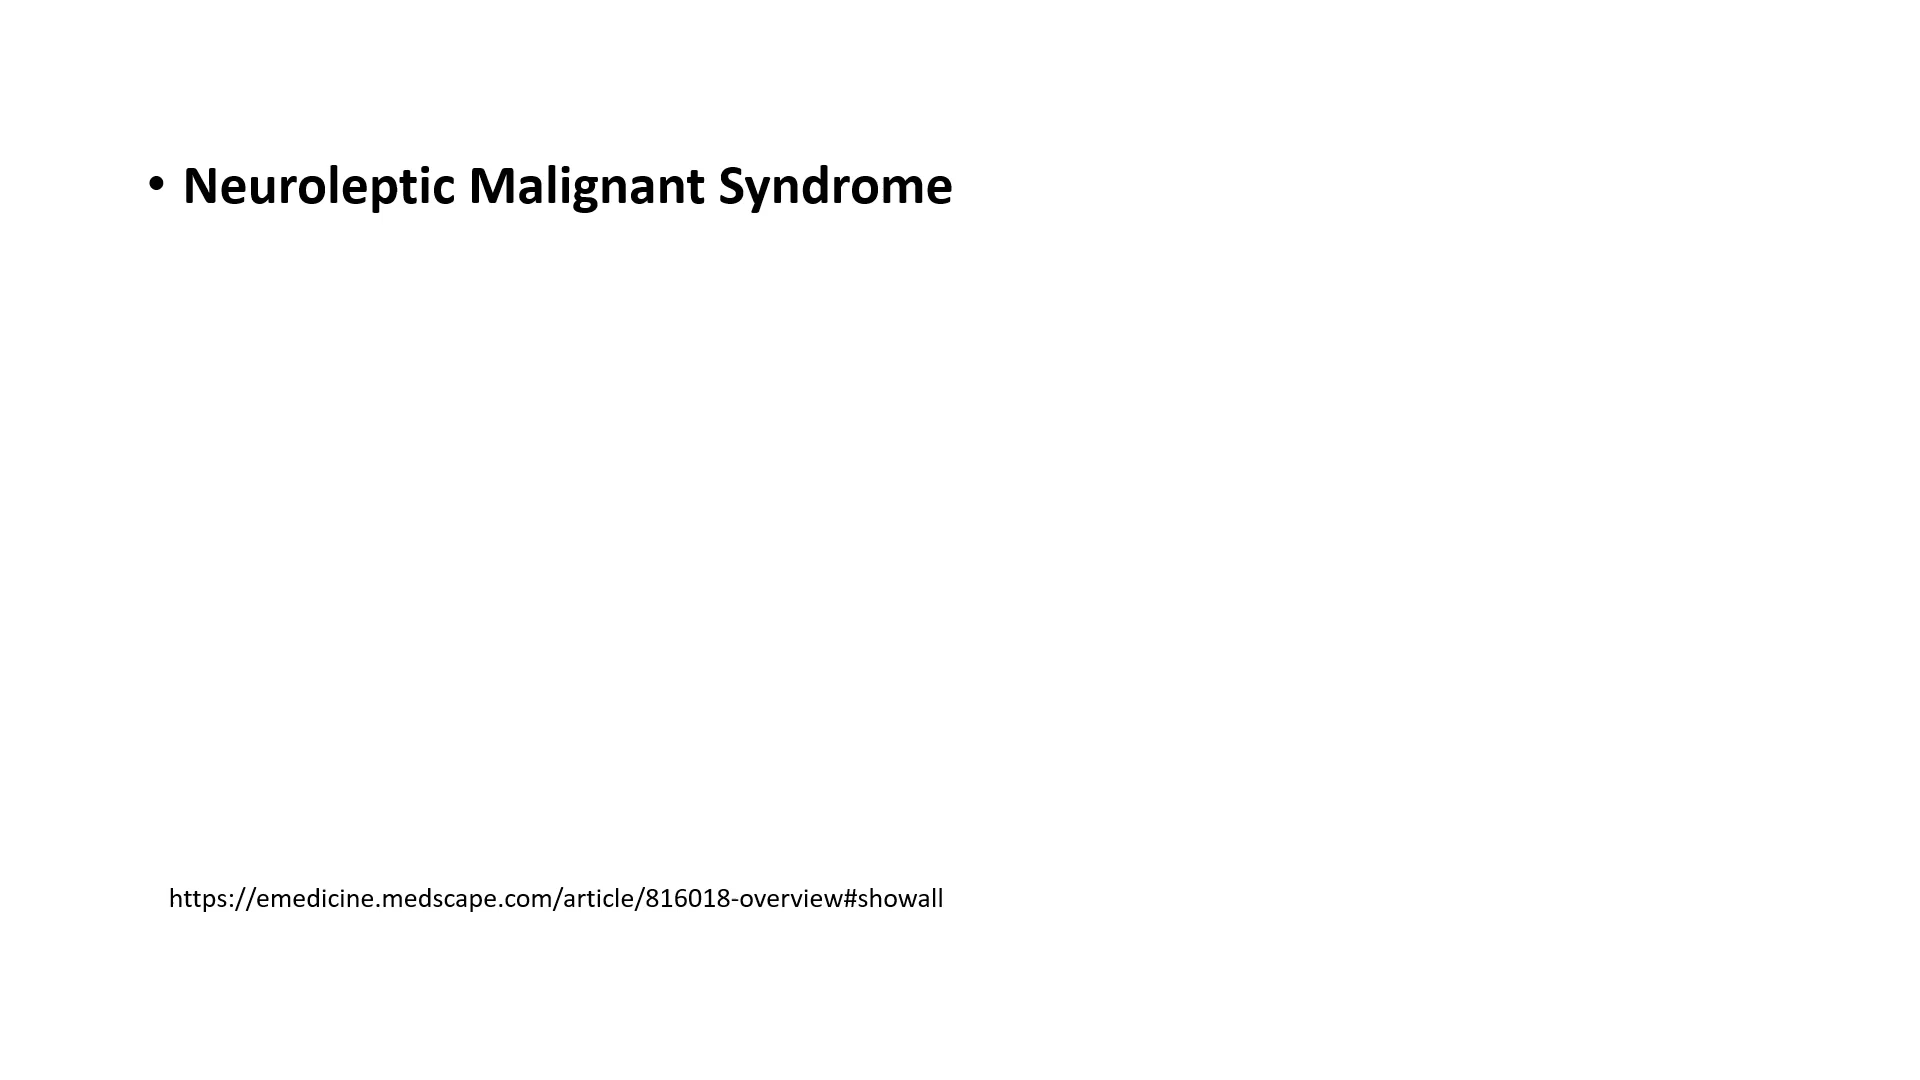 • Neuroleptic Malignant Syndrome
https://emedicine.medscape.com/article/816018-overview#showall